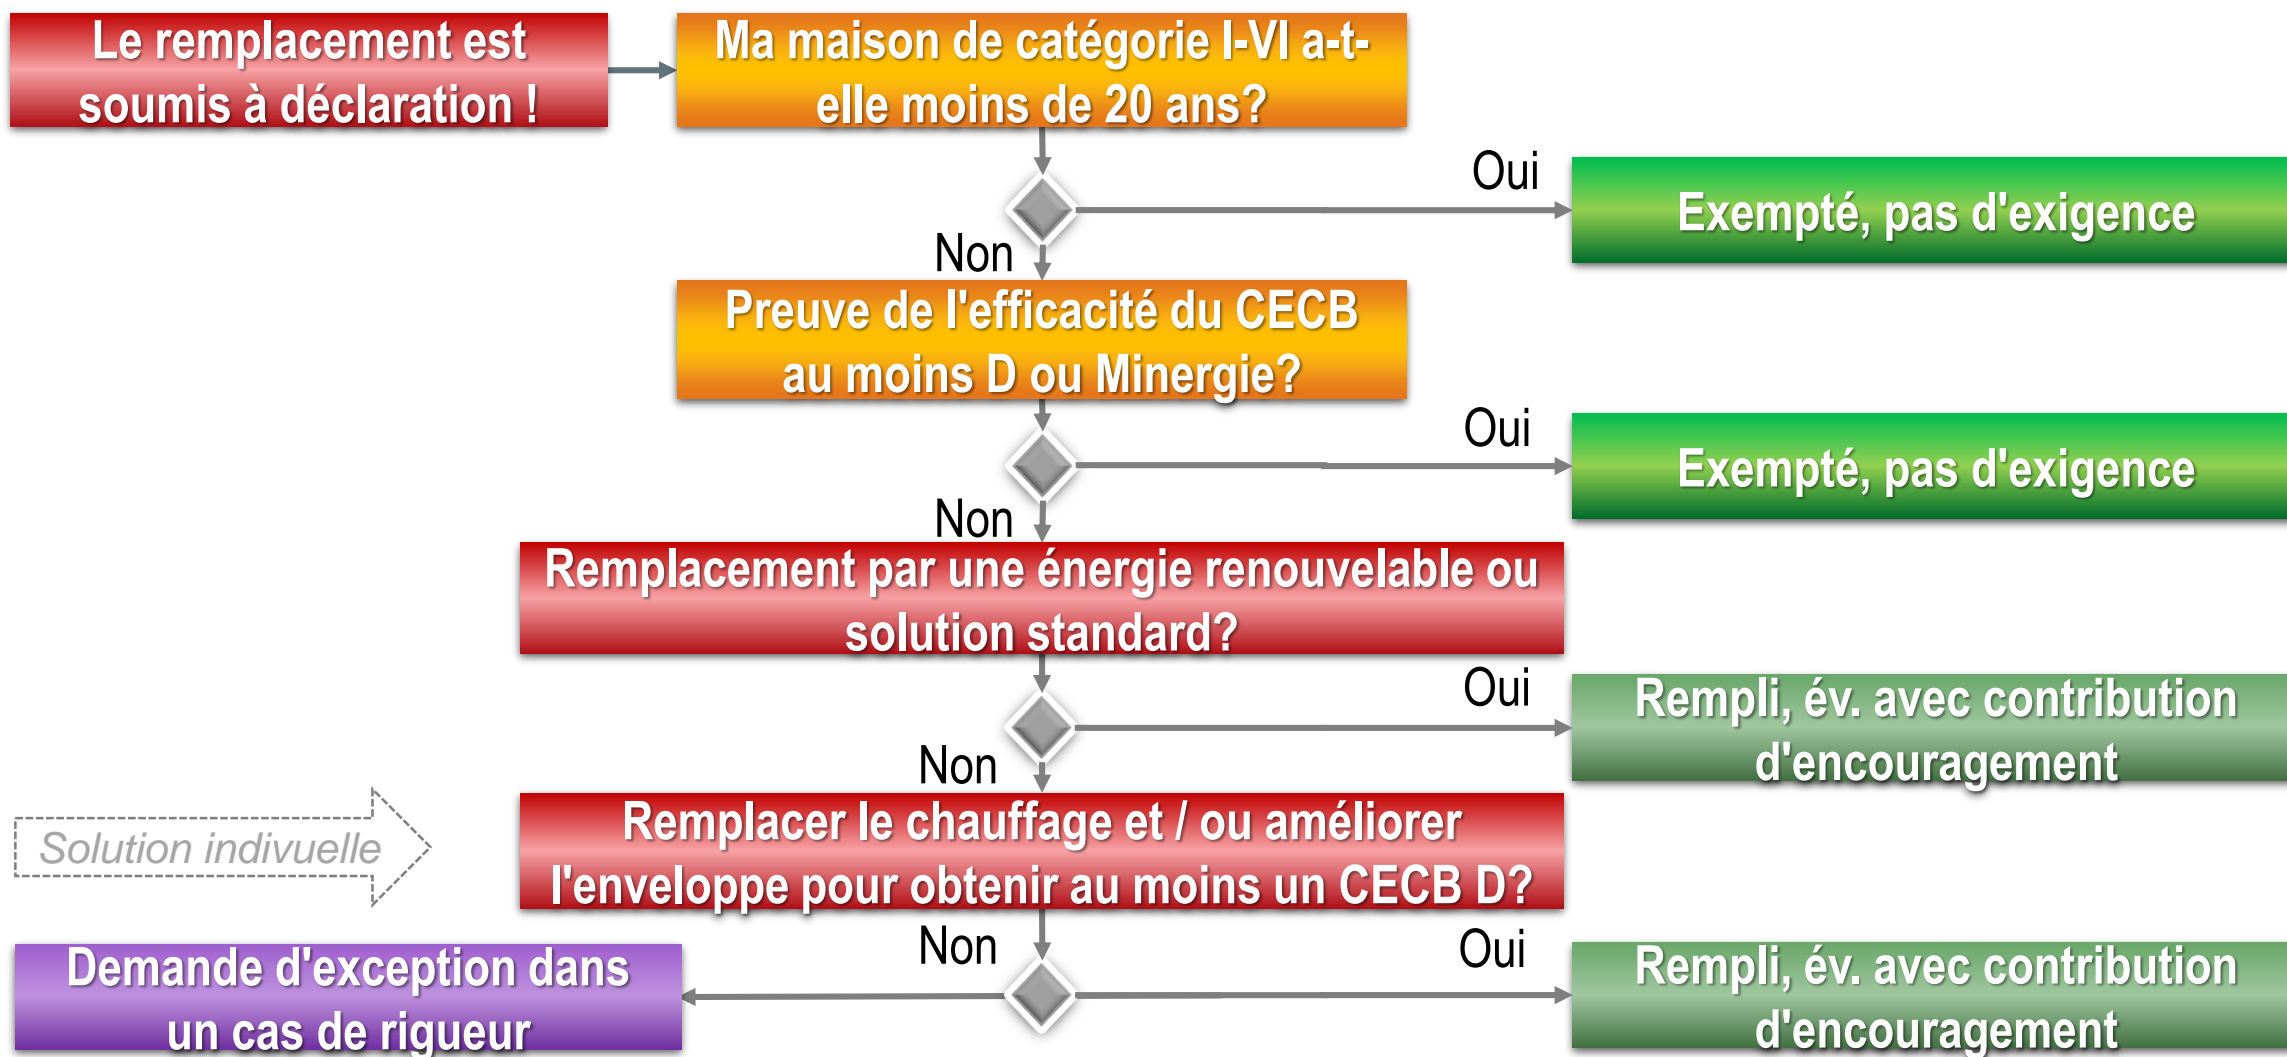 Le remplacement est
soumis à déclaration !
Ma maison de catégorie I-VI a-t-
elle moins de 20 ans?
Oui
Exempté, pas d'exigence
Non
Preuve de l'efficacité du CECB
au moins D ou Minergie?
Oui
Exempté, pas d'exigence
Non
Remplacement par une énergie renouvelable ou
solution standard?
Oui
Rempli, év. avec contribution
d'encouragement
Non
Solution indivuelle
Remplacer le chauffage et / ou améliorer
l'enveloppe pour obtenir au moins un CECB D?
Non
Demande d'exception dans
un cas de rigueur
Oui
Rempli, év. avec contribution
d'encouragement